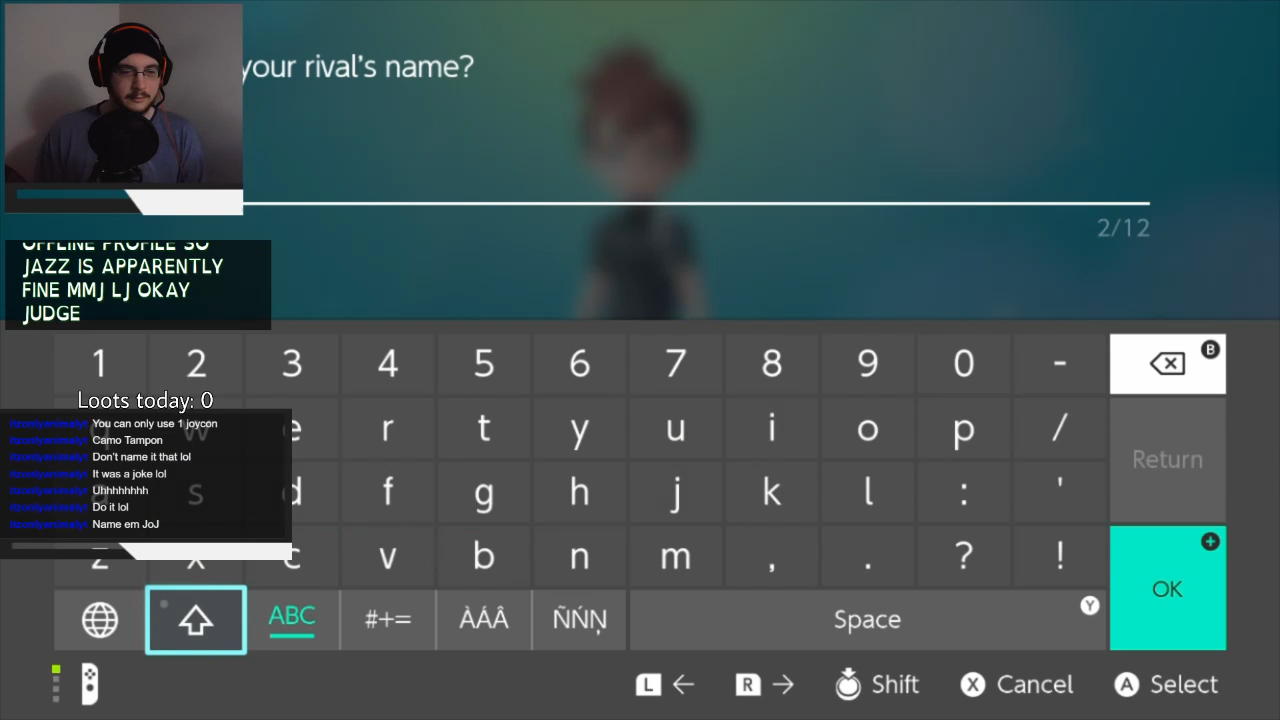 your rival's name?
2/12
OFFLINE PROFILE SO
JAZZ IS APPARENTLY
FINE MMJ LJ OKAY
JUDGE
1 2 3 4 5 6 7 8 9 0 - B
Loots today: 0
You can only use 1 joycon
Camo Tampon
Don't name it that lol
It was a joke lol
Uhhhhhhh
Do it lol
Name em JoJ
q w e r t y u i o p /
Return
a s d f g h j k l : '
z x c v b n m , . ? !
+
OK
ABC #+= ÀÁÂ ÑŃŅ Space Y
L ← R → Shift X Cancel A Select